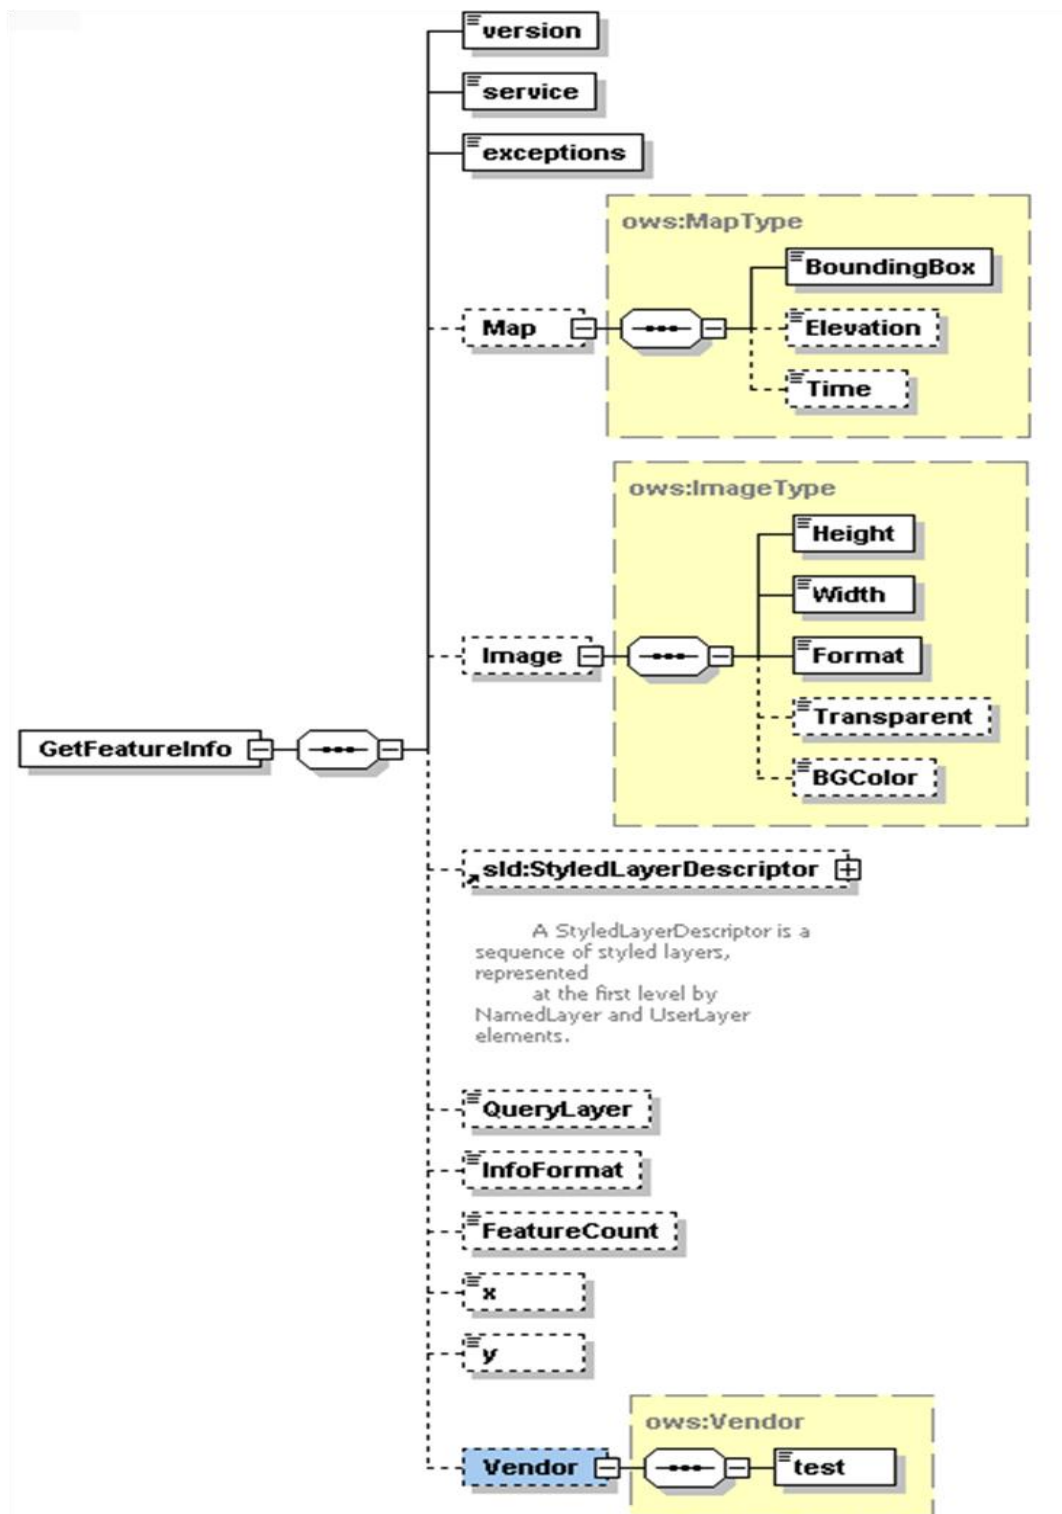 version
service
exceptions
ows:MapType
BoundingBox
Map
Elevation
Time
ows:ImageType
Height
Width
Image
Format
Transparent
GetFeatureInfo
BGColor
sld:StyledLayerDescriptor
A StyledLayerDescriptor is a
sequence of styled layers,
represented
at the first level by
NamedLayer and UserLayer
elements.
QueryLayer
InfoFormat
FeatureCount
x
y
ows:Vendor
Vendor
test